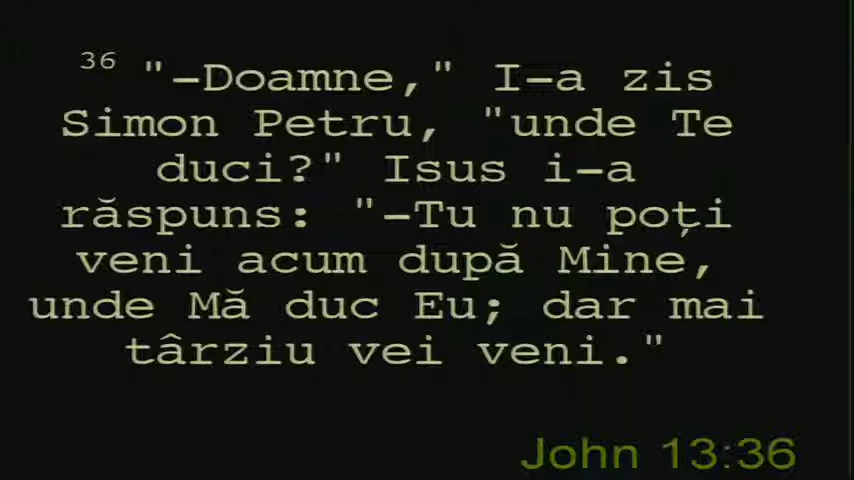 36 "-Doamne," I-a zis
Simon Petru, "unde Te
duci?" Isus i-a
răspuns: "-Tu nu poți
veni acum după Mine,
unde Mă duc Eu; dar mai
târziu vei veni."
John 13:36